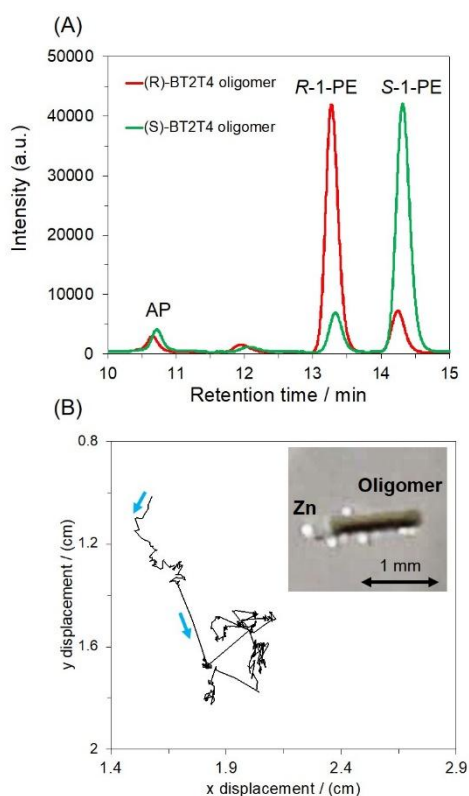 (A)
50000
40000
30000
20000
10000
0
Intensity (a.u.)
(R)-BT2T4 oligomer
(S)-BT2T4 oligomer
R-1-PE
S-1-PE
AP
10 11 12 13 14 15
Retention time / min
(B)
0.8
1.2
1.6
2
y displacement / (cm)
Zn
Oligomer
1 mm
1.4 1.9 2.4 2.9
x displacement / (cm)